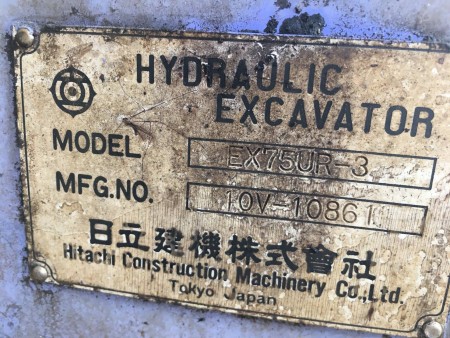 HYDRAULIC
EXCAVATOR
MODEL EX75UR-3
MFG.NO. 10V-10861
日立建機株式會社
Hitachi Construction Machinery Co.,Ltd.
Tokyo Japan